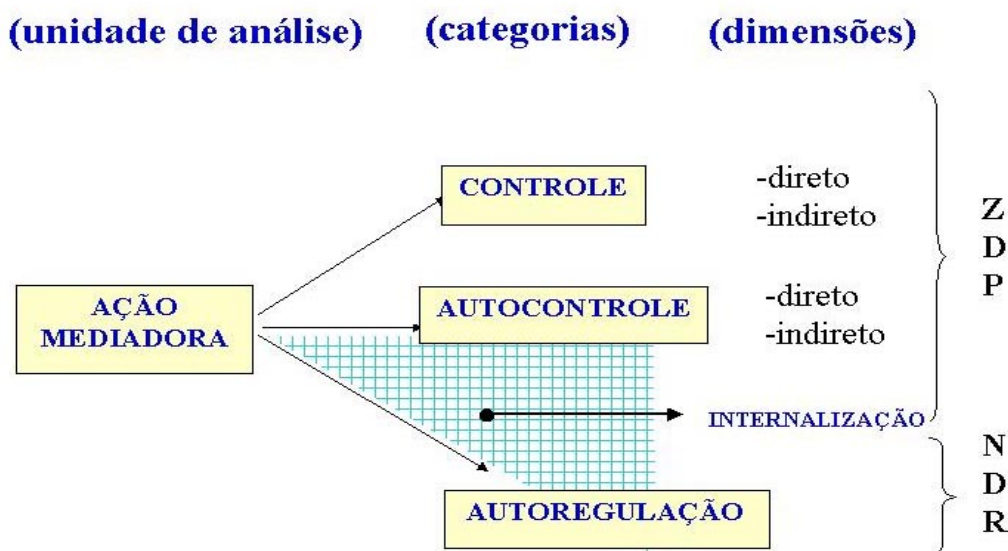 (unidade de análise) (categorias) (dimensões)
CONTROLE
-direto
-indireto
AÇÃO
MEDIADORA
AUTOCONTROLE
-direto
-indireto
INTERNALIZAÇÃO
AUTOREGULAÇÃO
Z
D
P
N
D
R